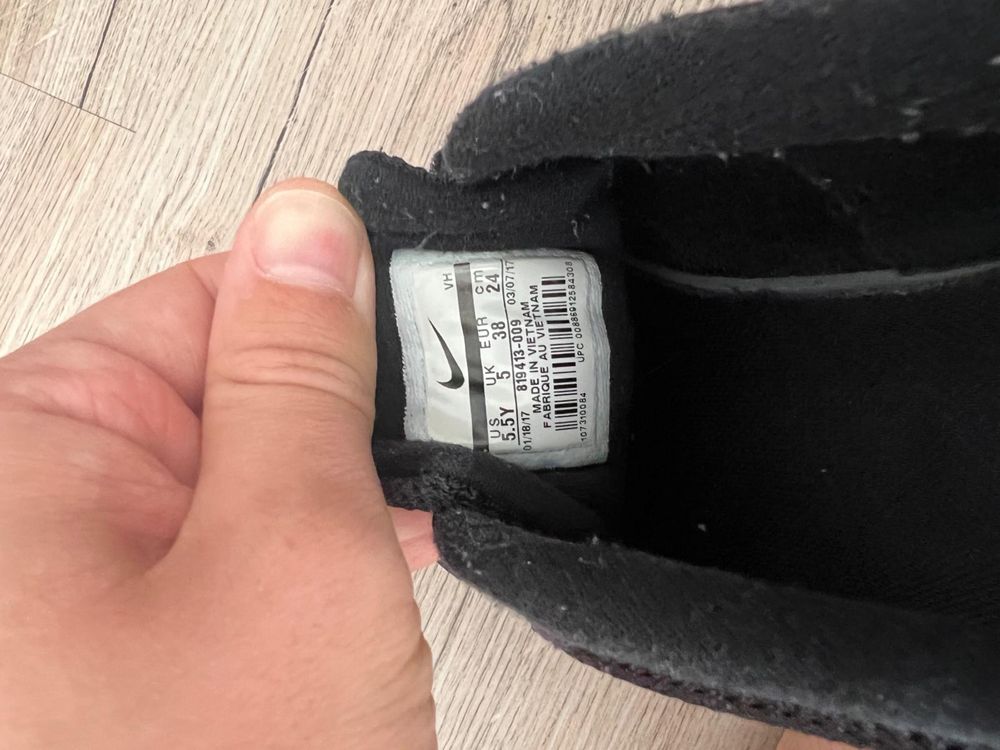 VH
US UK EUR cm
5.5Y 5 38 24
01/18/17 819413-009 03/07/17
MADE IN VIETNAM
FABRIQUE AU VIETNAM
107310084 UPC 00886912584308